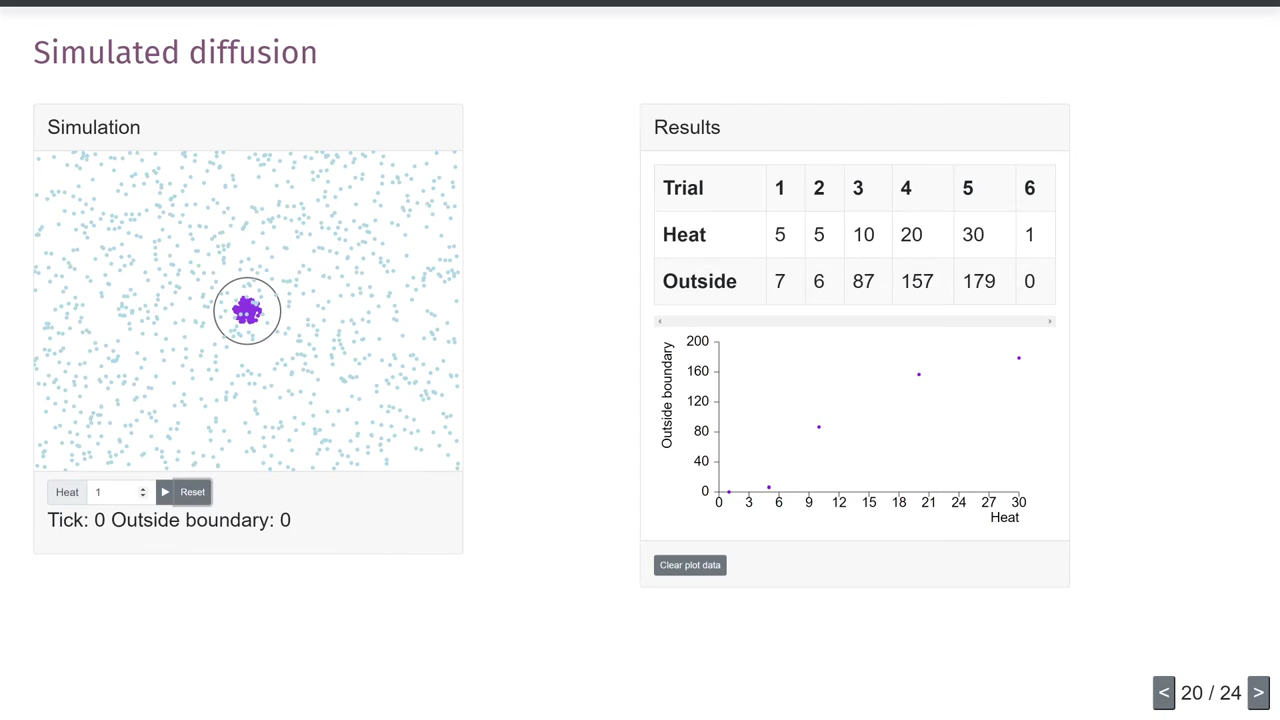 Simulated diffusion
Simulation
Heat 1 Reset
Tick: 0 Outside boundary: 0
Results
Trial 1 2 3 4 5 6
Heat 5 5 10 20 30 1
Outside 7 6 87 157 179 0
Outside boundary
200
160
120
80
40
0
0 3 6 9 12 15 18 21 24 27 30
Heat
Clear plot data
< 20 / 24 >